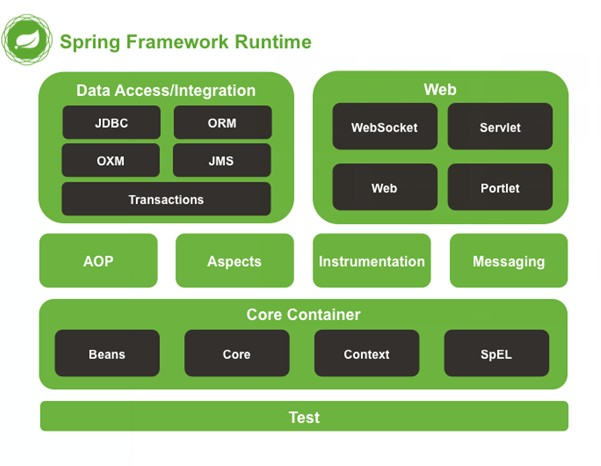 Spring Framework Runtime
Data Access/Integration
JDBC
ORM
OXM
JMS
Transactions
Web
WebSocket
Servlet
Web
Portlet
AOP
Aspects
Instrumentation
Messaging
Core Container
Beans
Core
Context
SpEL
Test